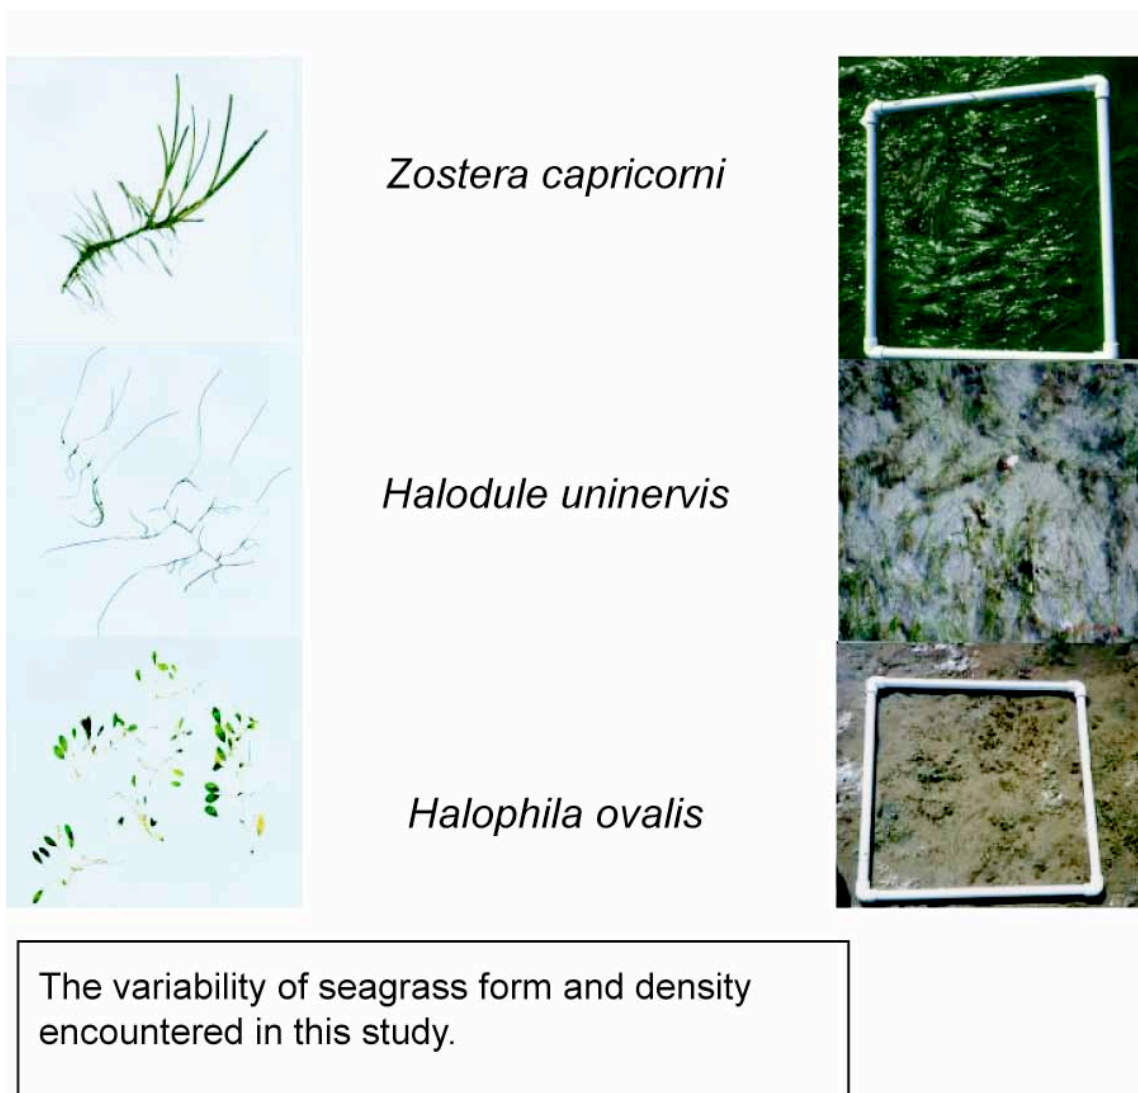 Zostera capricorni
Halodule uninervis
Halophila ovalis
The variability of seagrass form and density
encountered in this study.